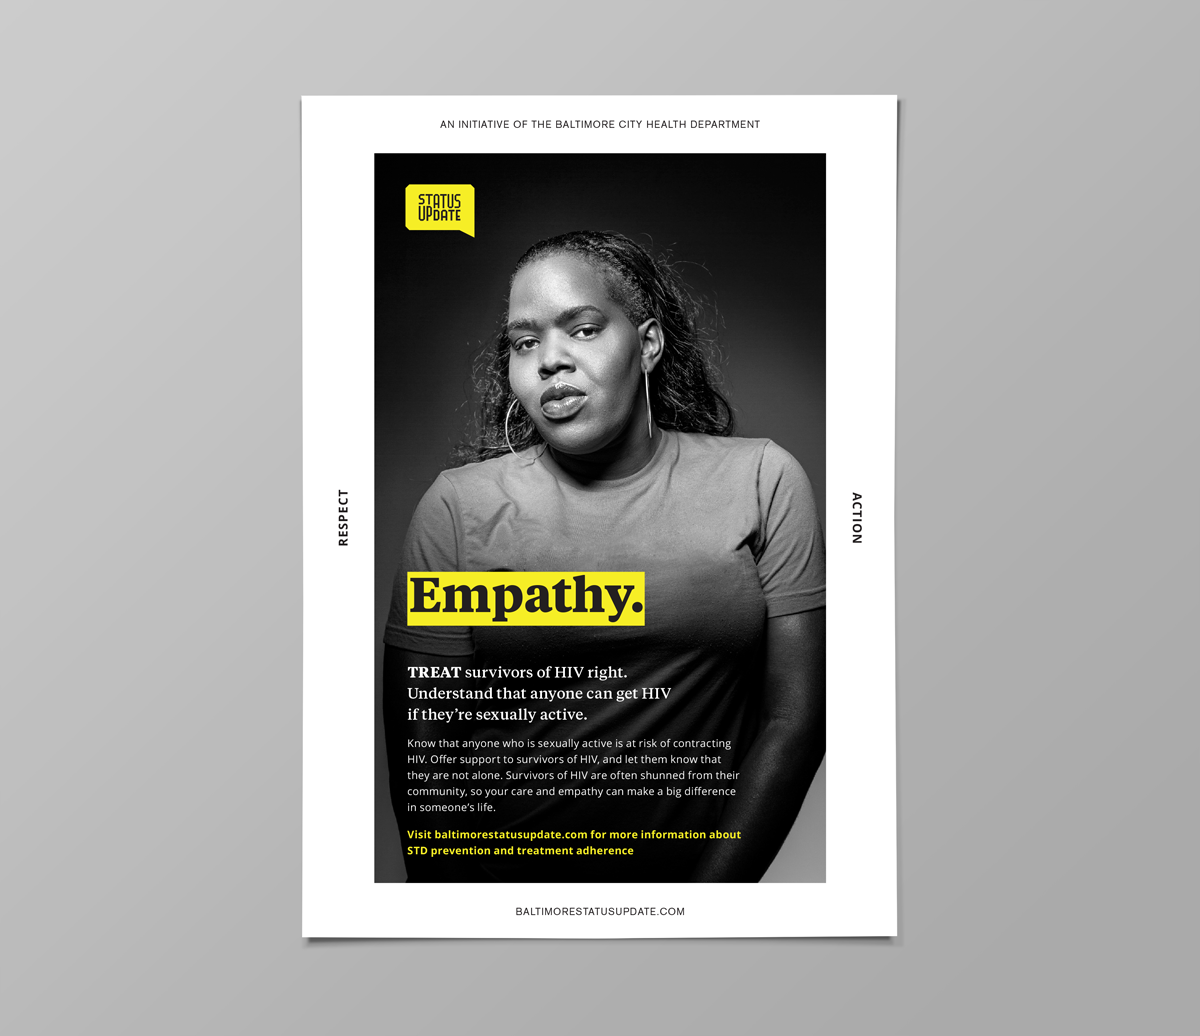 AN INITIATIVE OF THE BALTIMORE CITY HEALTH DEPARTMENT
STATUS
UPDATE
RESPECT
ACTION
Empathy.
TREAT survivors of HIV right.
Understand that anyone can get HIV
if they’re sexually active.
Know that anyone who is sexually active is at risk of contracting
HIV. Offer support to survivors of HIV, and let them know that
they are not alone. Survivors of HIV are often shunned from their
community, so your care and empathy can make a big difference
in someone’s life.
Visit baltimorestatusupdate.com for more information about
STD prevention and treatment adherence
BALTIMORESTATUSUPDATE.COM